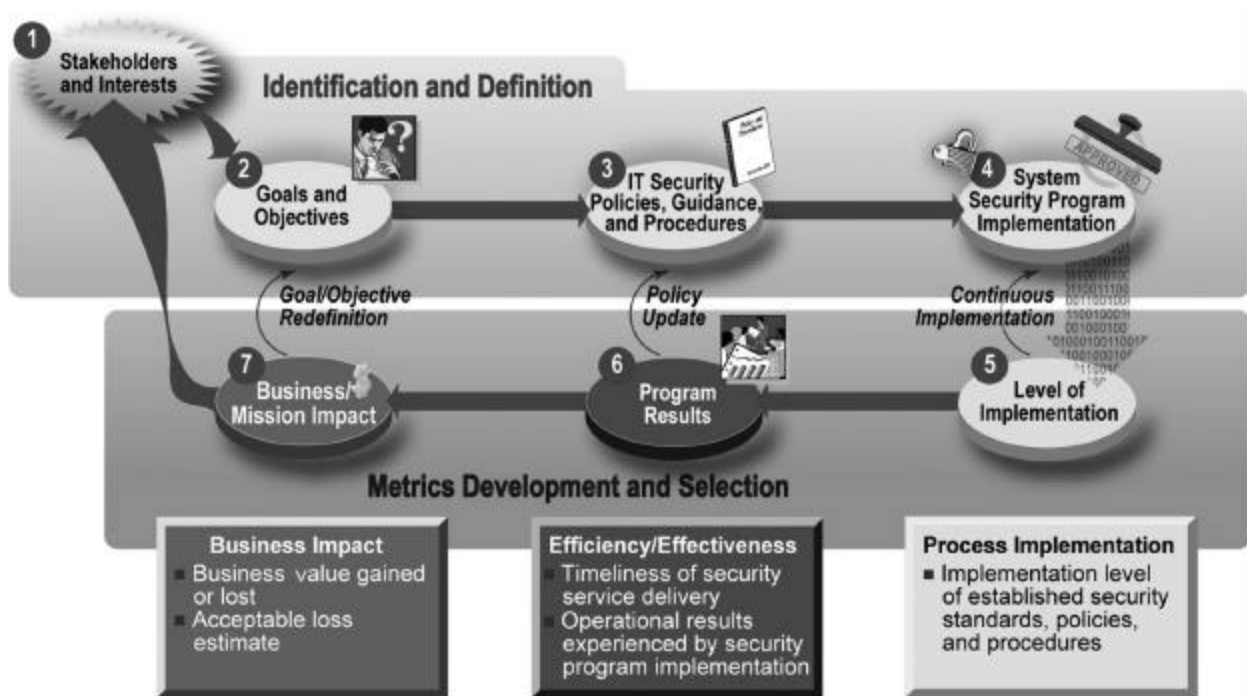 1
Stakeholders
and Interests
Identification and Definition
2
Goals and
Objectives
3
IT Security
Policies, Guidance,
and Procedures
4
System
Security Program
Implementation
APPROVED
Goal/Objective
Redefinition
Policy
Update
Continuous
Implementation
7
Business/
Mission Impact
6
Program
Results
5
Level of
Implementation
Metrics Development and Selection
Business Impact
■ Business value gained
or lost
■ Acceptable loss
estimate
Efficiency/Effectiveness
■ Timeliness of security
service delivery
■ Operational results
experienced by security
program implementation
Process Implementation
■ Implementation level
of established security
standards, policies,
and procedures